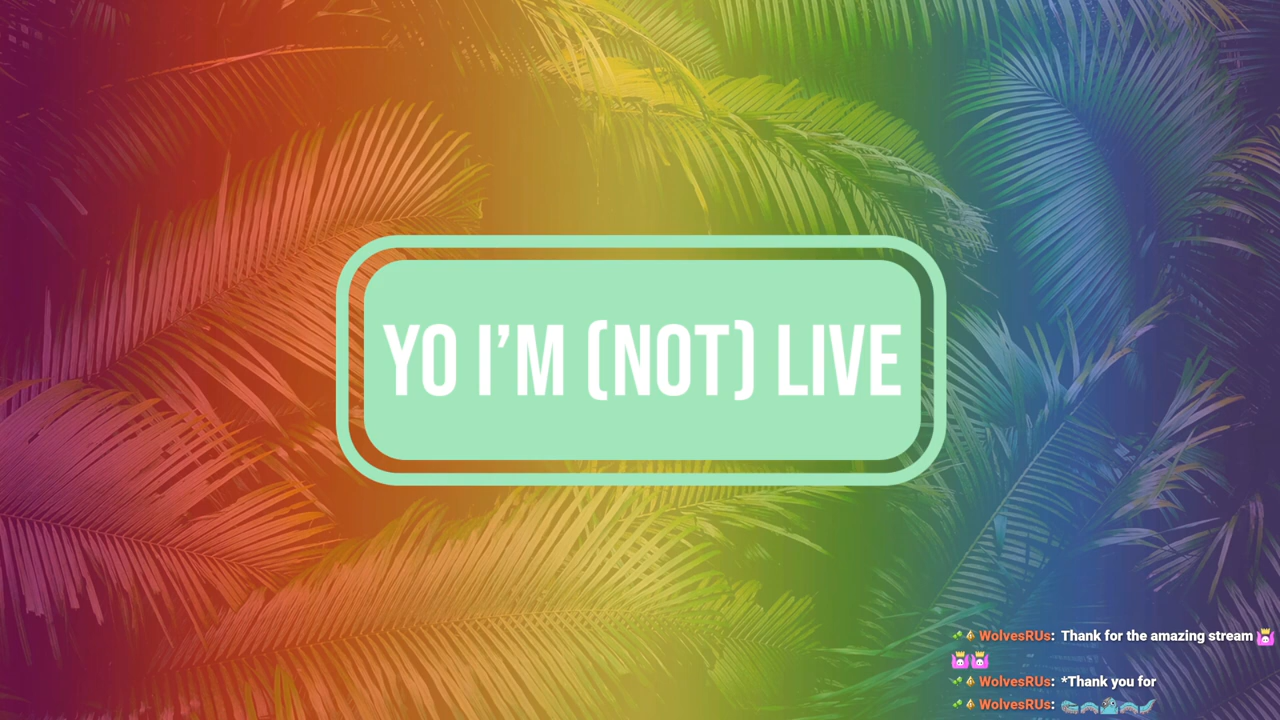 YO I’M (NOT) LIVE
WolvesRUs: Thank for the amazing stream
WolvesRUs: *Thank you for
WolvesRUs: